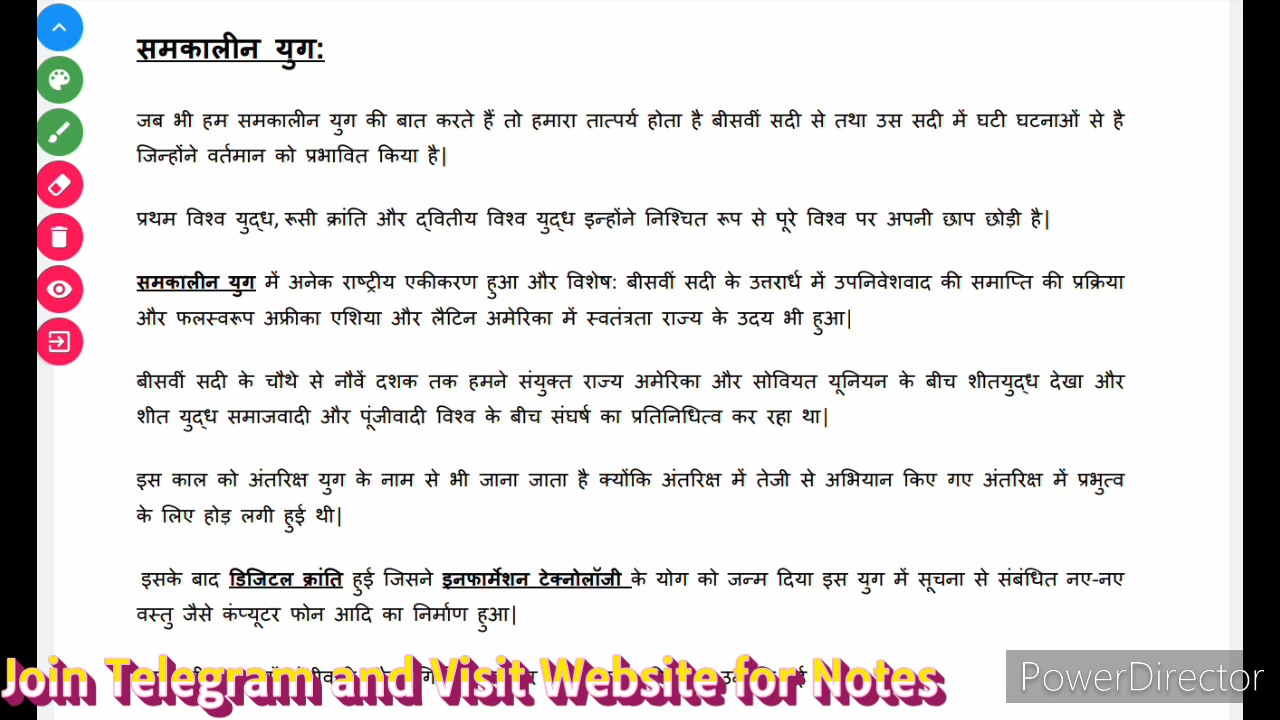 समकालीन युग:
जब भी हम समकालीन युग की बात करते हैं तो हमारा तात्पर्य होता है बीसवीं सदी से तथा उस सदी में घटी घटनाओं से है
जिन्होंने वर्तमान को प्रभावित किया है|
प्रथम विश्व युद्ध, रूसी क्रांति और द्वितीय विश्व युद्ध इन्होंने निश्चित रूप से पूरे विश्व पर अपनी छाप छोड़ी है|
समकालीन युग में अनेक राष्ट्रीय एकीकरण हुआ और विशेष: बीसवीं सदी के उत्तरार्ध में उपनिवेशवाद की समाप्ति की प्रक्रिया
और फलस्वरूप अफ्रीका एशिया और लैटिन अमेरिका में स्वतंत्रता राज्य के उदय भी हुआ|
बीसवीं सदी के चौथे से नौवें दशक तक हमने संयुक्त राज्य अमेरिका और सोवियत यूनियन के बीच शीतयुद्ध देखा और
शीत युद्ध समाजवादी और पूंजीवादी विश्व के बीच संघर्ष का प्रतिनिधित्व कर रहा था|
इस काल को अंतरिक्ष युग के नाम से भी जाना जाता है क्योंकि अंतरिक्ष में तेजी से अभियान किए गए अंतरिक्ष में प्रभुत्व
के लिए होड़ लगी हुई थी|
इसके बाद डिजिटल क्रांति हुई जिसने इनफार्मेशन टेक्नोलॉजी के योग को जन्म दिया इस युग में सूचना से संबंधित नए-नए
वस्तु जैसे कंप्यूटर फोन आदि का निर्माण हुआ|
Join Telegram and Visit Website for Notes
PowerDirector